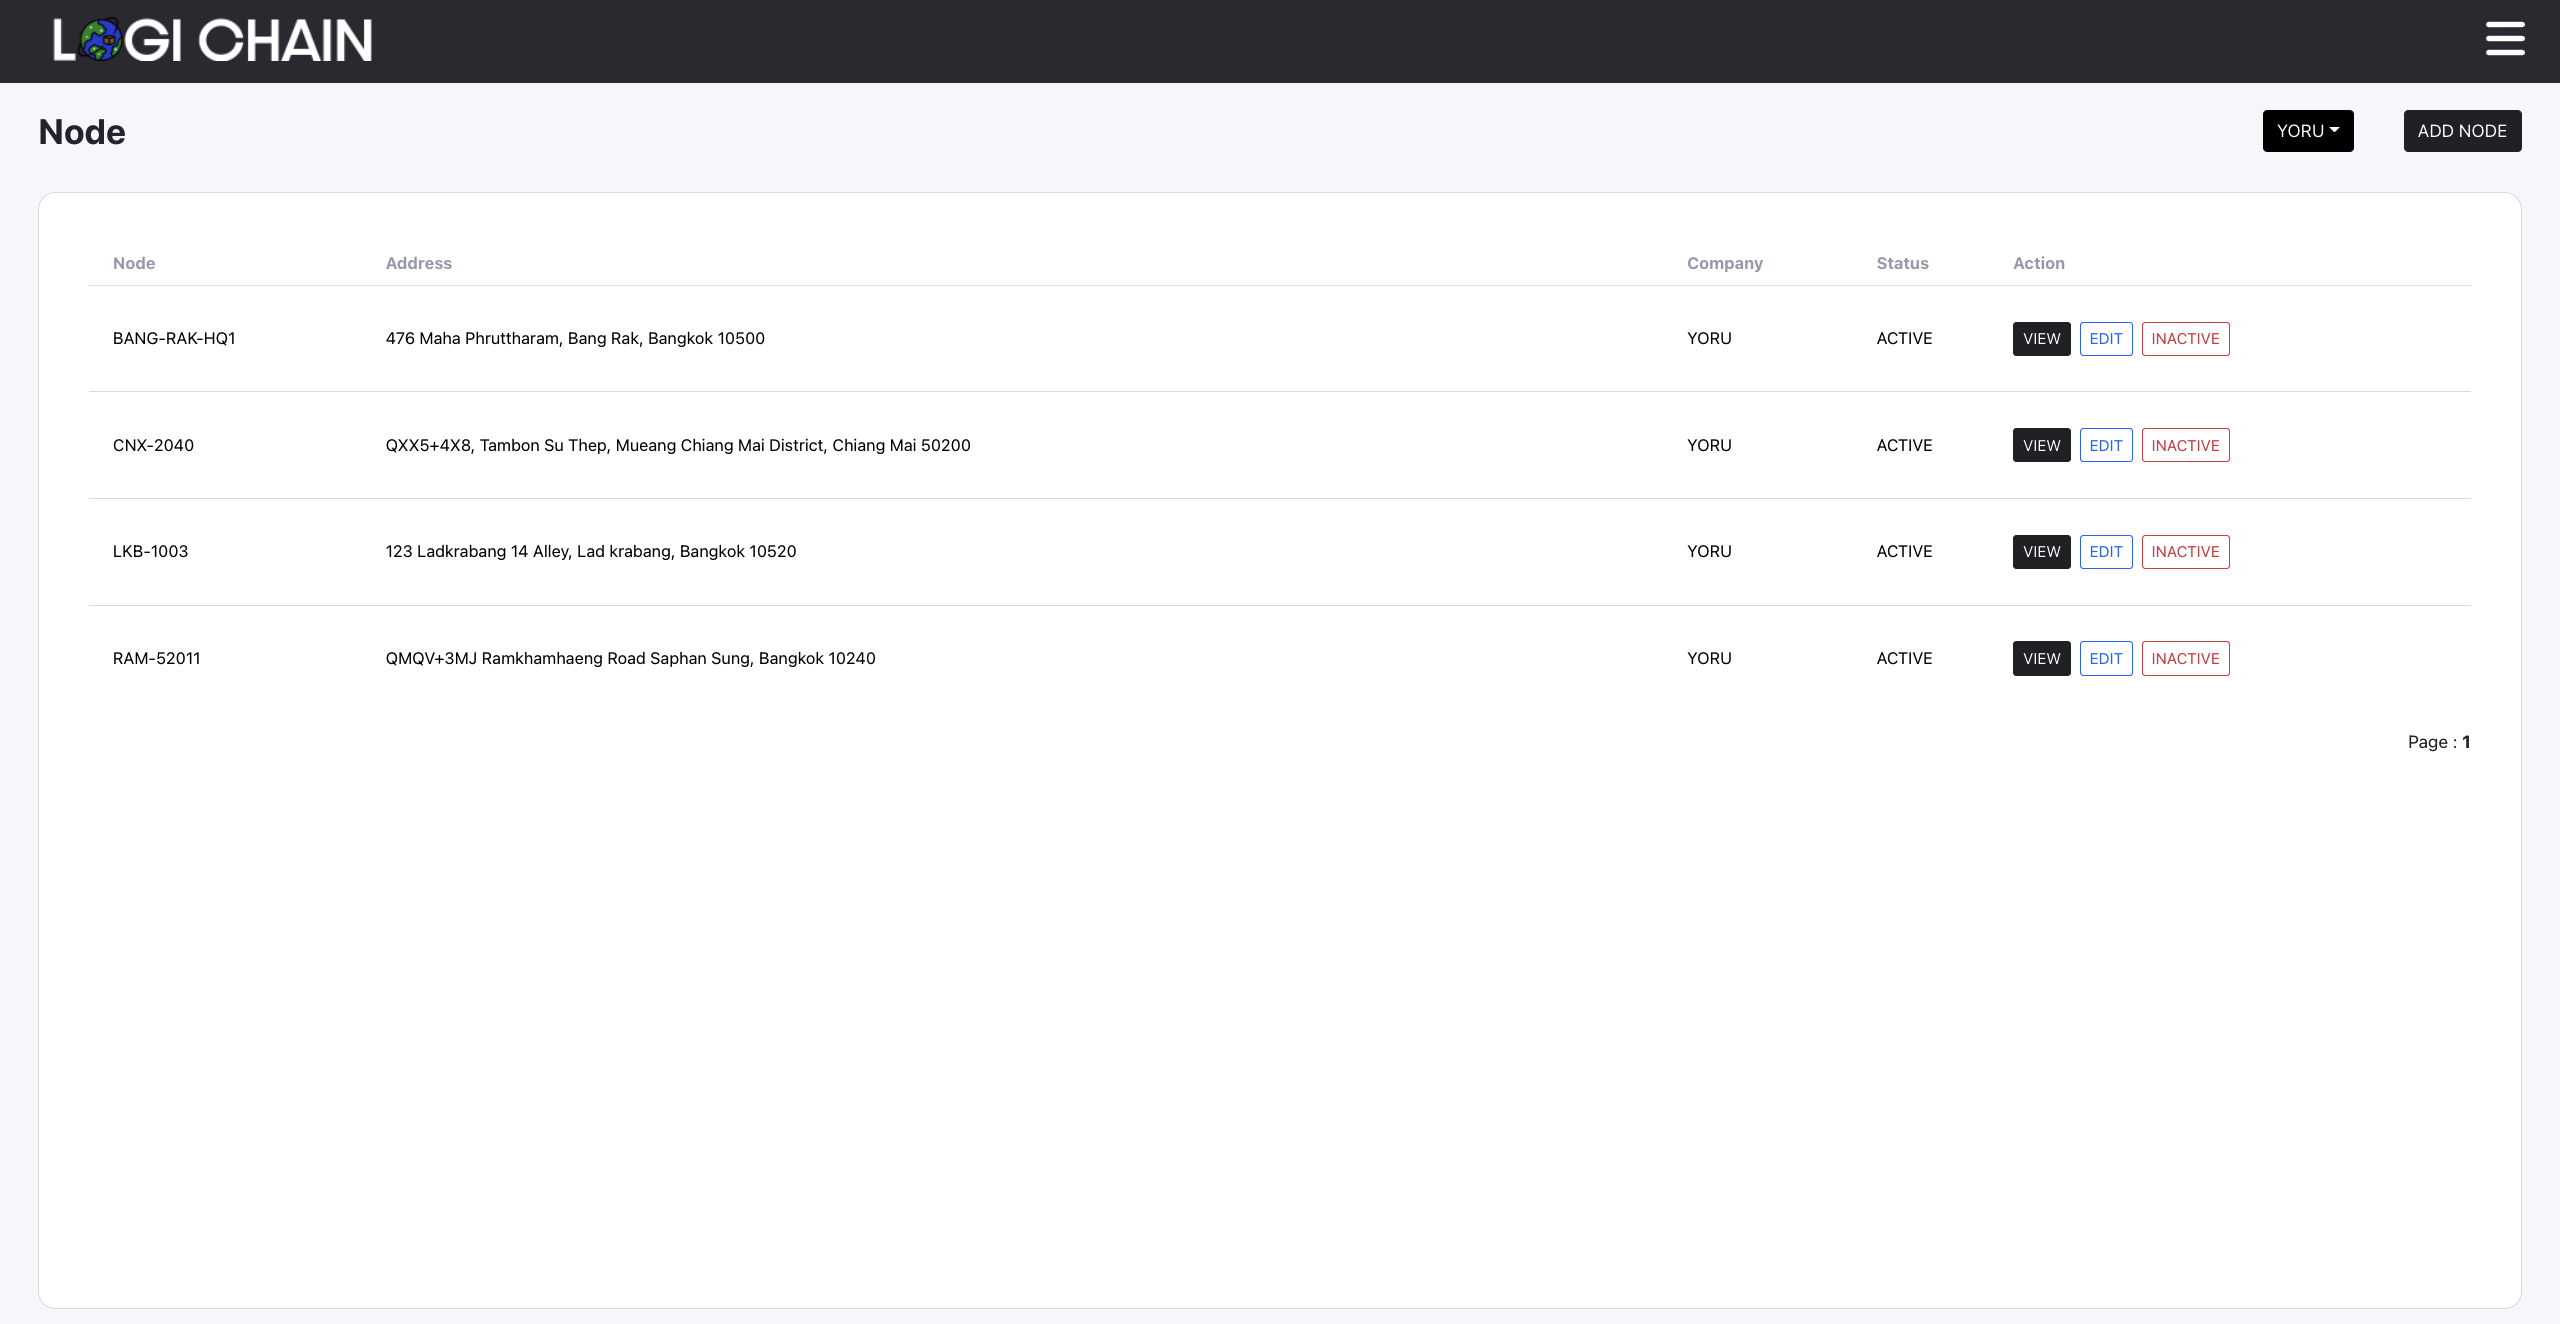 LOGI CHAIN
Node
YORU
ADD NODE
Node Address Company Status Action
BANG-RAK-HQ1 476 Maha Phruttharam, Bang Rak, Bangkok 10500 YORU ACTIVE VIEW EDIT INACTIVE
CNX-2040 QXX5+4X8, Tambon Su Thep, Mueang Chiang Mai District, Chiang Mai 50200 YORU ACTIVE VIEW EDIT INACTIVE
LKB-1003 123 Ladkrabang 14 Alley, Lad krabang, Bangkok 10520 YORU ACTIVE VIEW EDIT INACTIVE
RAM-52011 QMQV+3MJ Ramkhamhaeng Road Saphan Sung, Bangkok 10240 YORU ACTIVE VIEW EDIT INACTIVE
Page : 1